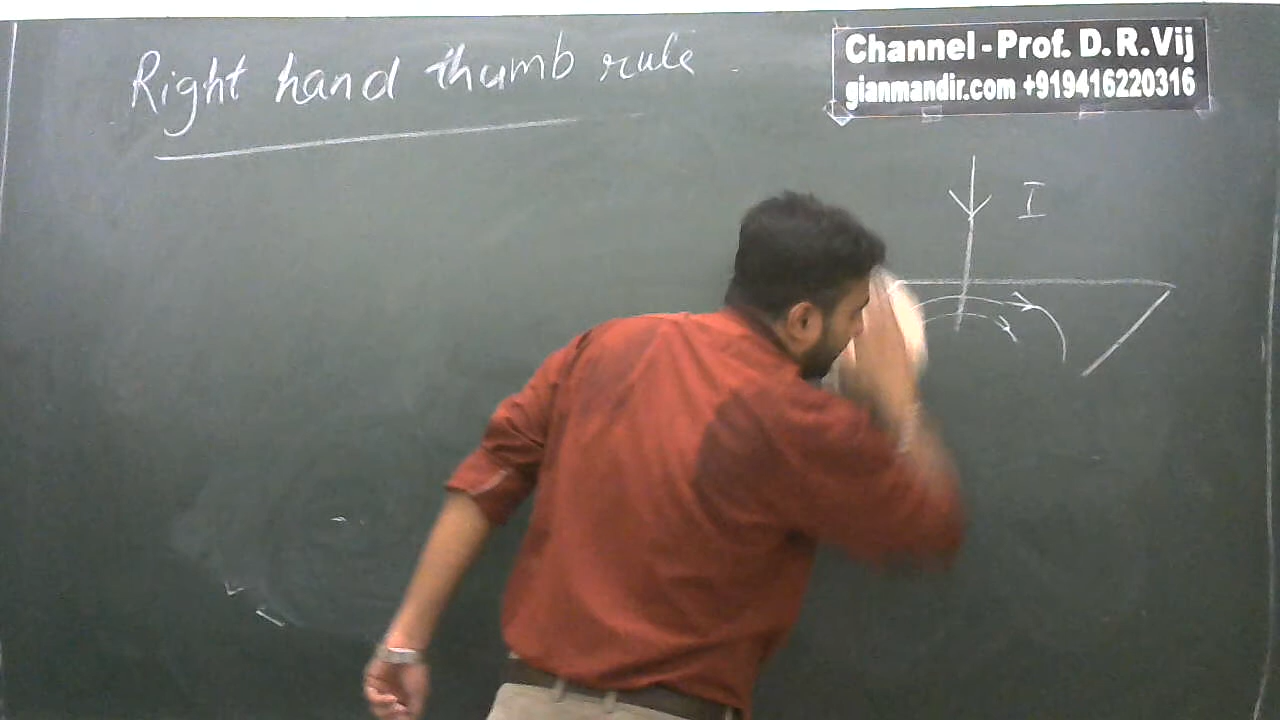 Right hand thumb rule
Channel - Prof. D. R. Vij
gianmandir.com +919416220316
I